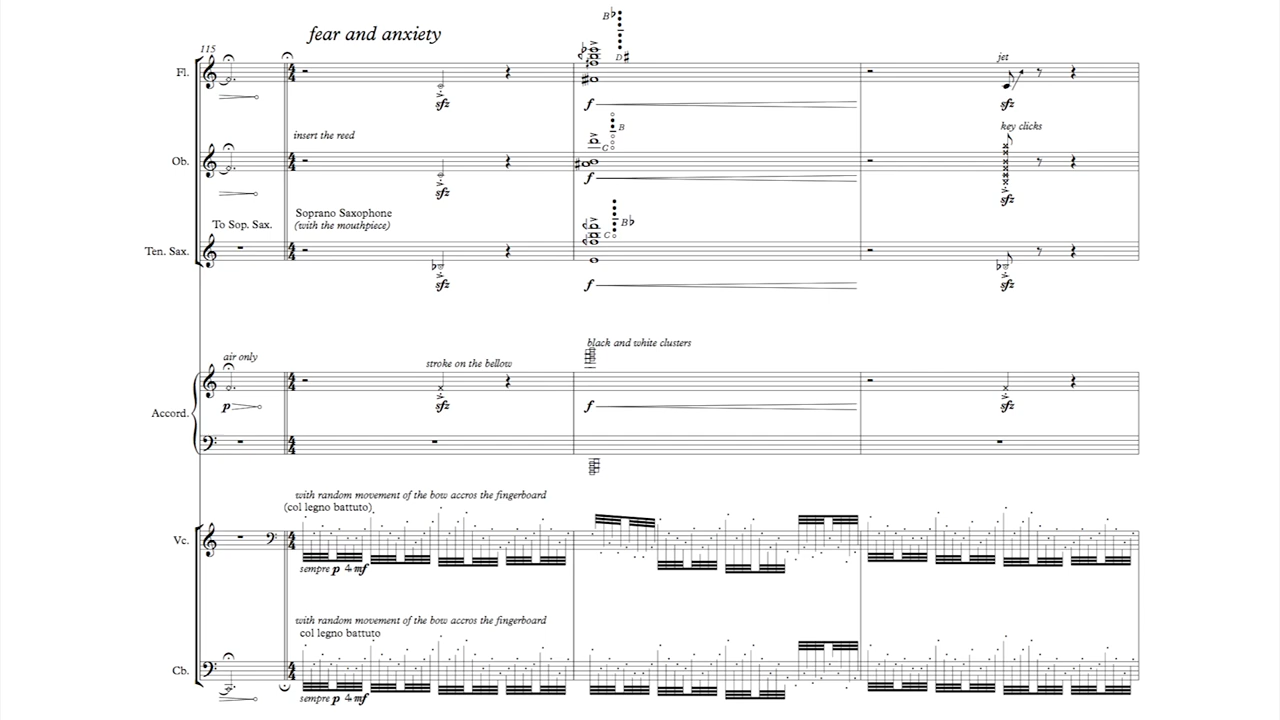 fear and anxiety
115
B♭
D♯
Fl.
jet
sfz
f
sfz
insert the reed
B
C
key clicks
Ob.
sfz
f
sfz
To Sop. Sax.
Soprano Saxophone
(with the mouthpiece)
B♭
C
Ten. Sax.
sfz
f
sfz
air only
stroke on the bellow
black and white clusters
p
sfz
f
sfz
Accord.
with random movement of the bow accros the fingerboard
(col legno battuto)
Vc.
sempre p 4 mf
with random movement of the bow accros the fingerboard
col legno battuto
Cb.
sempre p 4 mf